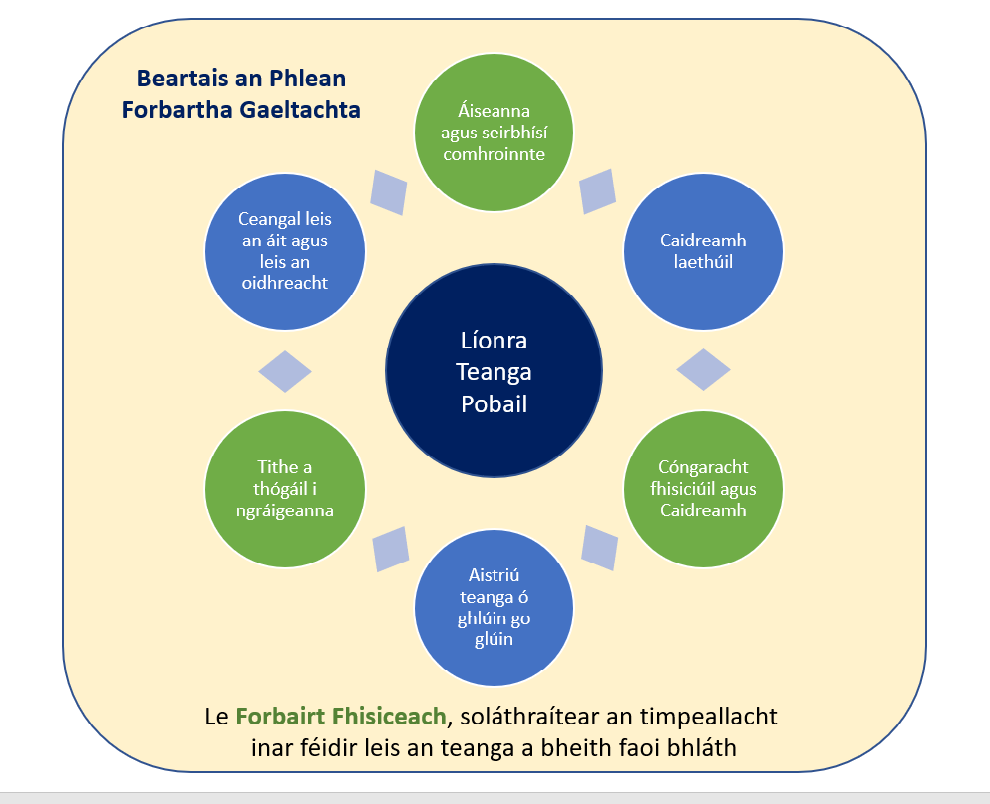 Beartais an Phlean
Forbartha Gaeltachta
Áiseanna
agus seirbhísí
comhroinnte
Ceangal leis
an áit agus
leis an
oidhreacht
Caidreamh
laethúil
Líonra
Teanga
Pobail
Tithe a
thógáil i
ngráigeanna
Cóngaracht
fhisiciúil agus
Caidreamh
Aistriú
teanga ó
ghlúin go
glúin
Le Forbairt Fhisiceach, soláthraítear an timpeallacht
inar féidir leis an teanga a bheith faoi bhláth